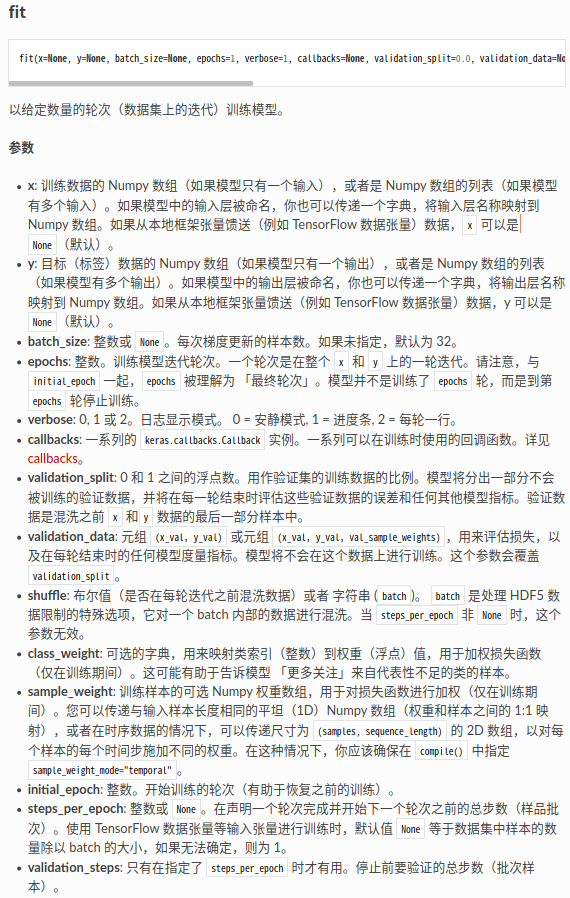 fit
fit(x=None, y=None, batch_size=None, epochs=1, verbose=1, callbacks=None, validation_split=0.0, validation_data=No
以给定数量的轮次（数据集上的迭代）训练模型。
参数
• x: 训练数据的 Numpy 数组（如果模型只有一个输入），或者是 Numpy 数组的列表（如果模型
有多个输入）。如果模型中的输入层被命名，你也可以传递一个字典，将输入层名称映射到
Numpy 数组。如果从本地框架张量馈送（例如 TensorFlow 数据张量）数据，x 可以是
None（默认）。
• y: 目标（标签）数据的 Numpy 数组（如果模型只有一个输出），或者是 Numpy 数组的列表
（如果模型有多个输出）。如果模型中的输出层被命名，你也可以传递一个字典，将输出层名称
映射到 Numpy 数组。如果从本地框架张量馈送（例如 TensorFlow 数据张量）数据，y 可以是
None（默认）。
• batch_size: 整数或 None。每次梯度更新的样本数。如果未指定，默认为 32。
• epochs: 整数。训练模型迭代轮次。一个轮次是在整个 x 和 y 上的一轮迭代。请注意，与
initial_epoch 一起，epochs 被理解为 「最终轮次」。模型并不是训练了 epochs 轮，而是到第
epochs 轮停止训练。
• verbose: 0, 1 或 2。日志显示模式。 0 = 安静模式, 1 = 进度条, 2 = 每轮一行。
• callbacks: 一系列的 keras.callbacks.Callback 实例。一系列可以在训练时使用的回调函数。详见
callbacks。
• validation_split: 0 和 1 之间的浮点数。用作验证集的训练数据的比例。模型将分出一部分不会
被训练的验证数据，并将在每一轮结束时评估这些验证数据的误差和任何其他模型指标。验证数
据是混洗之前 x 和 y 数据的最后一部分样本中。
• validation_data: 元组 (x_val, y_val) 或元组 (x_val, y_val, val_sample_weights)，用来评估损失，以
及在每轮结束时的任何模型度量指标。模型将不会在这个数据上进行训练。这个参数会覆盖
validation_split。
• shuffle: 布尔值（是否在每轮迭代之前混洗数据）或者 字符串 (batch)。 batch 是处理 HDF5 数
据限制的特殊选项，它对一个 batch 内部的数据进行混洗。当 steps_per_epoch 非 None 时，这个
参数无效。
• class_weight: 可选的字典，用来映射类索引（整数）到权重（浮点）值，用于加权损失函数
（仅在训练期间）。这可能有助于告诉模型 「更多关注」来自代表性不足的类的样本。
• sample_weight: 训练样本的可选 Numpy 权重数组，用于对损失函数进行加权（仅在训练期
间）。您可以传递与输入样本长度相同的平坦（1D）Numpy 数组（权重和样本之间的 1:1 映
射），或者在时序数据的情况下，可以传递尺寸为 (samples, sequence_length) 的 2D 数组，以对每
个样本的每个时间步施加不同的权重。在这种情况下，你应该确保在 compile() 中指定
sample_weight_mode="temporal"。
• initial_epoch: 整数。开始训练的轮次（有助于恢复之前的训练）。
• steps_per_epoch: 整数或 None。在声明一个轮次完成并开始下一个轮次之前的总步数（样品批
次）。使用 TensorFlow 数据张量等输入张量进行训练时，默认值 None 等于数据集中样本的数
量除以 batch 的大小，如果无法确定，则为 1。
• validation_steps: 只有在指定了 steps_per_epoch 时才有用。停止前要验证的总步数（批次样
本）。